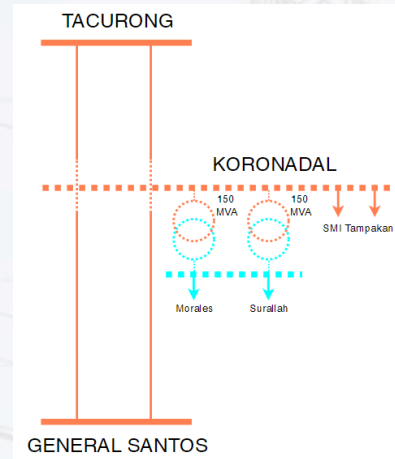 TACURONG
KORONADAL
150
MVA
150
MVA
SMI Tampakan
Morales
Surallah
GENERAL SANTOS